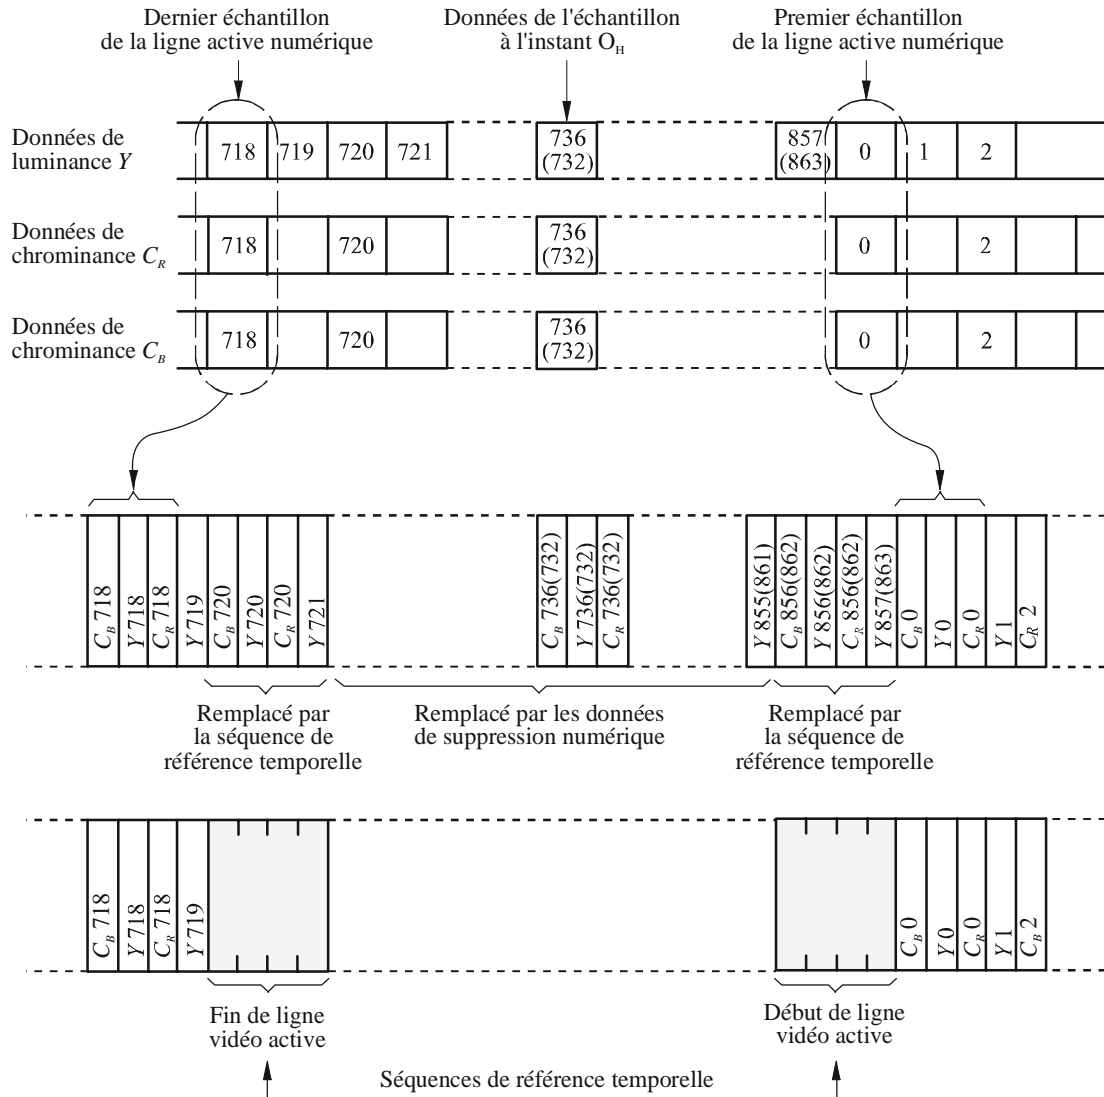 Dernier échantillon
de la ligne active numérique
Données de l'échantillon
à l'instant O_H
Premier échantillon
de la ligne active numérique
Données de
luminance Y
718 719 720 721 736 (732) 857 (863) 0 1 2
Données de
chrominance C_R
718 720 736 (732) 0 2
Données de
chrominance C_B
718 720 736 (732) 0 2
C_B 718
Y 718
C_R 718
Y 719
C_B 720
Y 720
C_R 720
Y 721
C_B 736(732)
Y 736(732)
C_R 736(732)
Y 855(861)
C_B 856(862)
Y 856(862)
C_R 856(862)
Y 857(863)
C_B 0
Y 0
C_R 0
Y 1
C_R 2
Remplacé par
la séquence de
référence temporelle
Remplacé par les données
de suppression numérique
Remplacé par
la séquence de
référence temporelle
C_B 718
Y 718
C_R 718
Y 719
C_B 0
Y 0
C_R 0
Y 1
C_B 2
Fin de ligne
vidéo active
Début de ligne
vidéo active
Séquences de référence temporelle